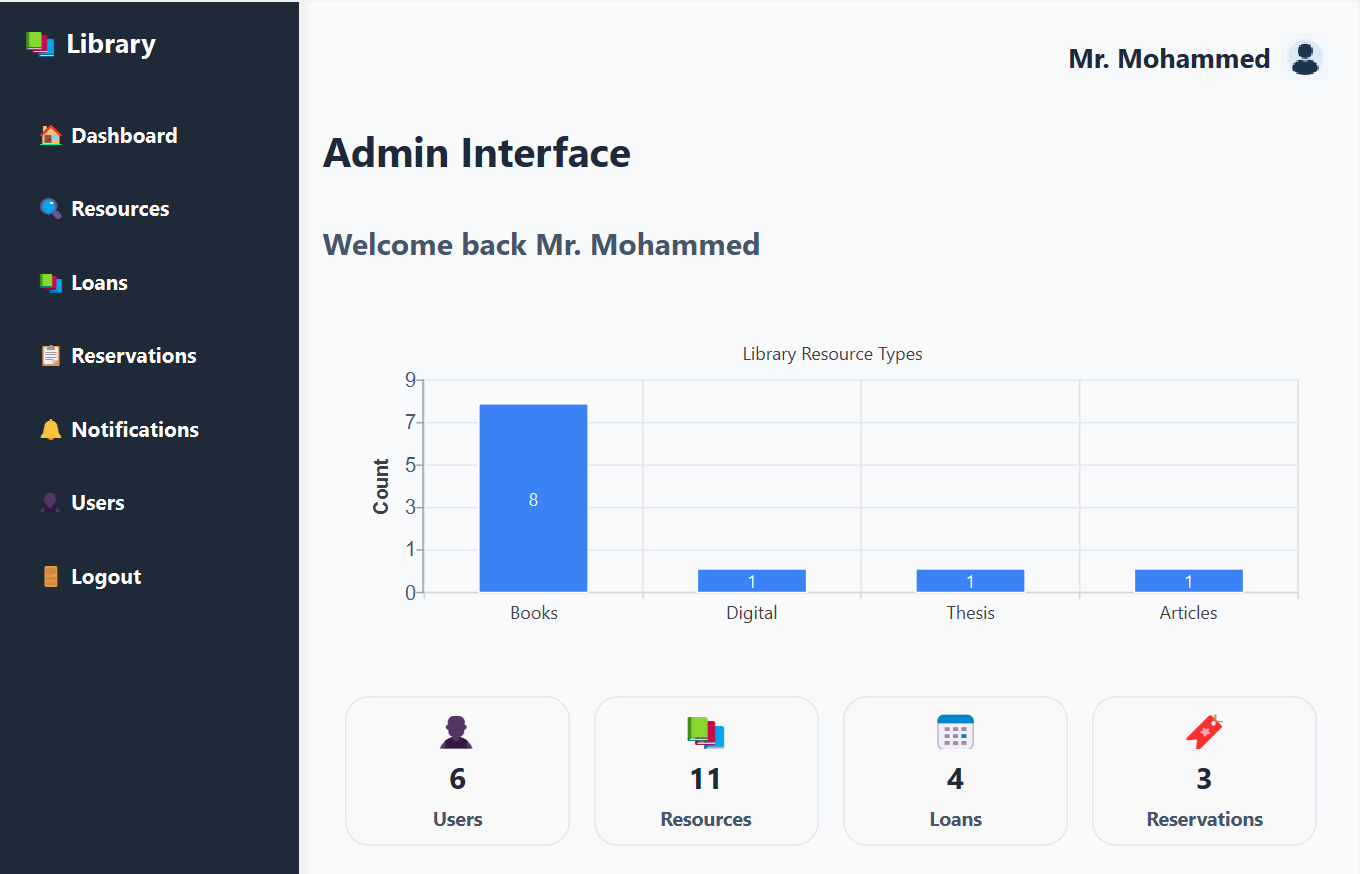 Library
Mr. Mohammed
Dashboard
Resources
Loans
Reservations
Notifications
Users
Logout
Admin Interface
Welcome back Mr. Mohammed
Library Resource Types
Count
9
7
5
3
1
0
8
1
1
1
Books
Digital
Thesis
Articles
6
Users
11
Resources
4
Loans
3
Reservations